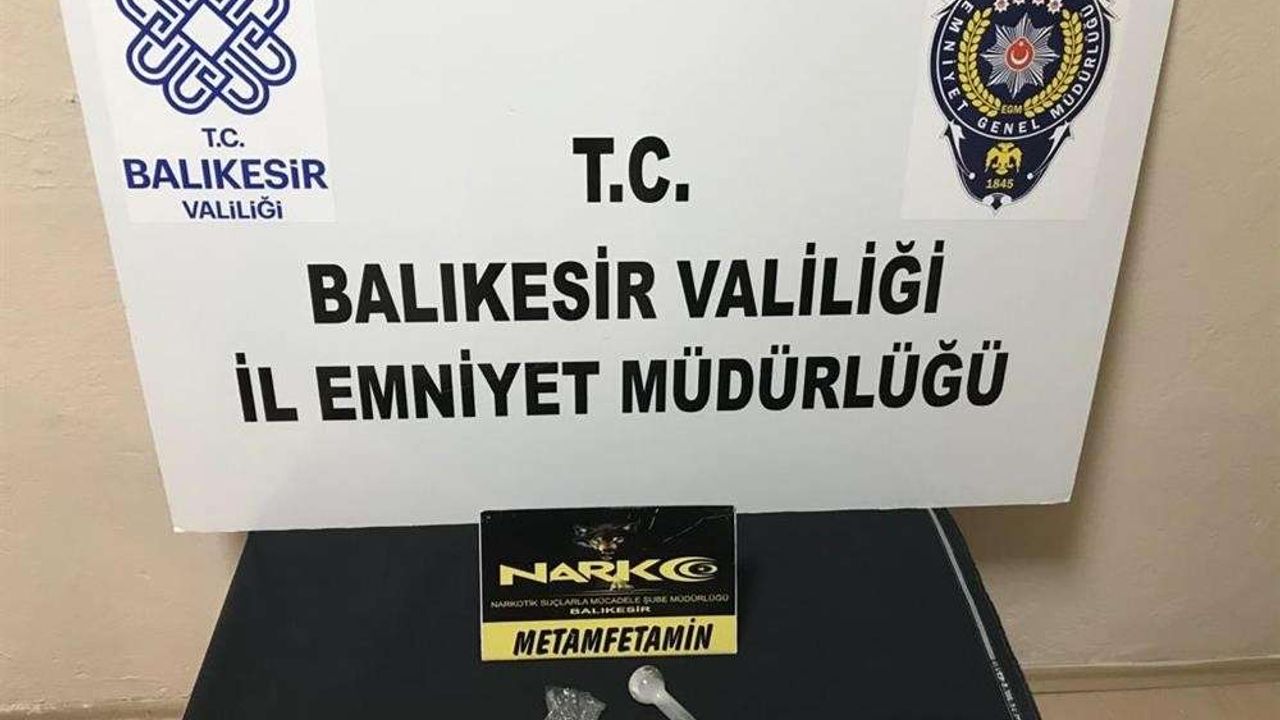 T.C.
BALIKESİR
VALİLİĞİ
EMNİYET GENEL MÜDÜRLÜĞÜ
EGM
1845
T.C.
BALIKESİR VALİLİĞİ
İL EMNİYET MÜDÜRLÜĞÜ
NARKO
NARKOTİK SUÇLARLA MÜCADELE ŞUBE MÜDÜRLÜĞÜ
BALIKESİR
METAMFETAMİN